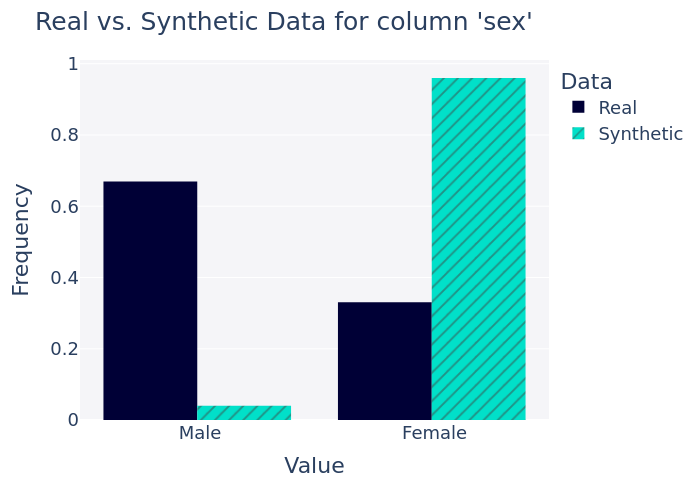 Real vs. Synthetic Data for column 'sex'
Data
Real
Synthetic
Frequency
1
0.8
0.6
0.4
0.2
0
Male Female
Value